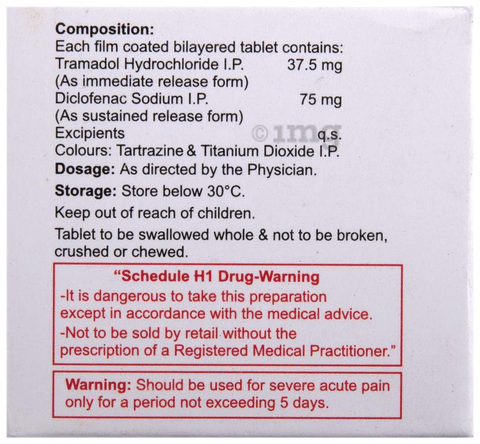 Composition:
Each film coated bilayered tablet contains:
Tramadol Hydrochloride I.P. 37.5 mg
(As immediate release form)
Diclofenac Sodium I.P. 75 mg
(As sustained release form)
Excipients q.s.
©1mg
Colours: Tartrazine & Titanium Dioxide I.P.
Dosage: As directed by the Physician.
Storage: Store below 30°C.
Keep out of reach of children.
Tablet to be swallowed whole & not to be broken,
crushed or chewed.
“Schedule H1 Drug-Warning
-It is dangerous to take this preparation
except in accordance with the medical advice.
-Not to be sold by retail without the
prescription of a Registered Medical Practitioner.”
Warning: Should be used for severe acute pain
only for a period not exceeding 5 days.